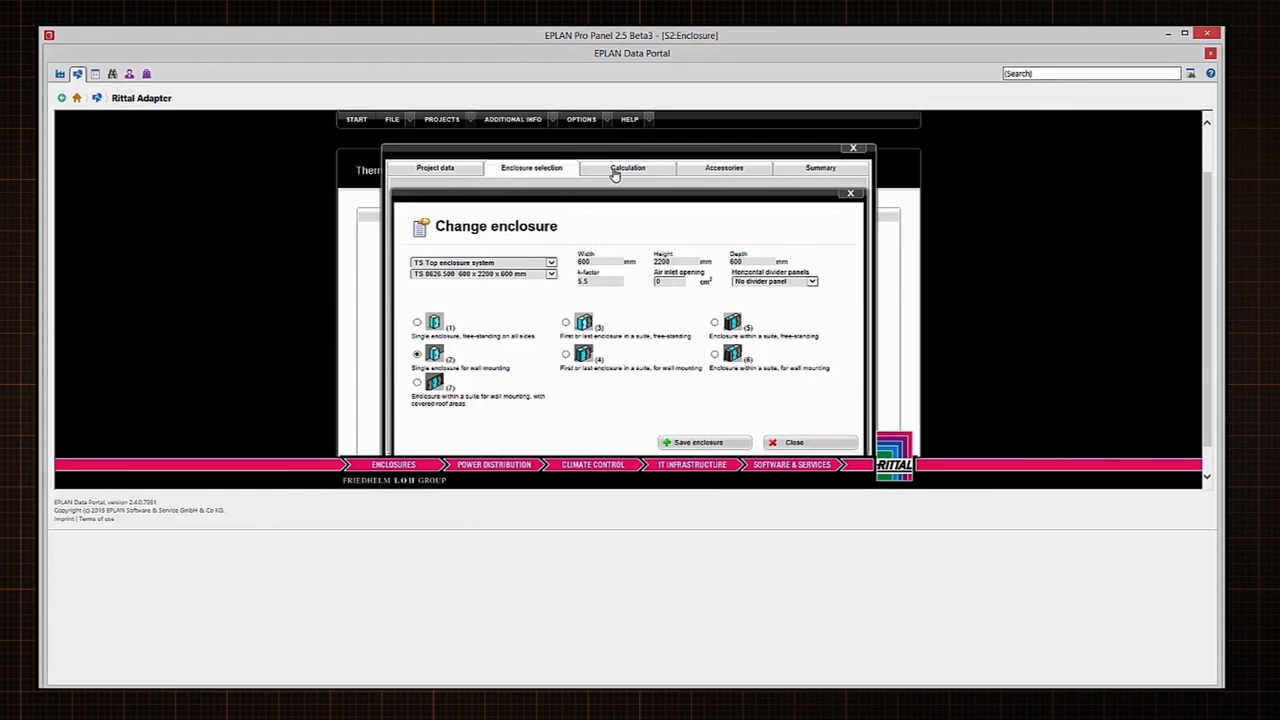 EPLAN Pro Panel 2.5 Beta3 - [S2:Enclosure]
EPLAN Data Portal
(Search)
Rittal Adapter
START FILE PROJECTS ADDITIONAL INFO OPTIONS HELP
X
Project data Enclosure selection Calculation Accessories Summary
X
Change enclosure
TS Top enclosure system
TS 8626.500 600 x 2200 x 600 mm
Width Height Depth
600 mm 2200 mm 600 mm
k-factor Air inlet opening Horizontal divider panels
5,5 0 cm² No divider panel
(1) (3) (5)
Single enclosure, free-standing on all sides First or last enclosure in a suite, free-standing Enclosure within a suite, free-standing
(2) (4) (6)
Single enclosure for wall mounting First or last enclosure in a suite, for wall mounting Enclosure within a suite, for wall mounting
(7)
Enclosure within a suite for wall mounting, with
covered roof areas
Save enclosure Close
ENCLOSURES POWER DISTRIBUTION CLIMATE CONTROL IT INFRASTRUCTURE SOFTWARE & SERVICES RITTAL
FRIEDHELM LOH GROUP
EPLAN Data Portal, version 2.4.0.7051
Copyright (c) 2015 EPLAN Software & Service GmbH & Co KG.
Imprint | Terms of use